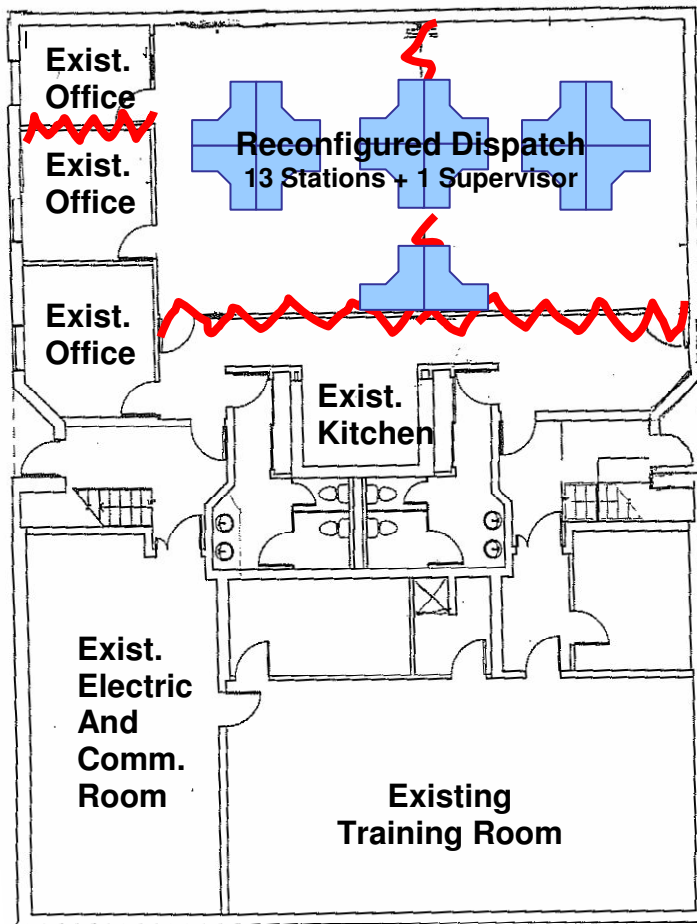 Exist.
Office
Exist.
Office
Reconfigured Dispatch
13 Stations + 1 Supervisor
Exist.
Office
Exist.
Kitchen
Exist.
Electric
And
Comm.
Room
Existing
Training Room